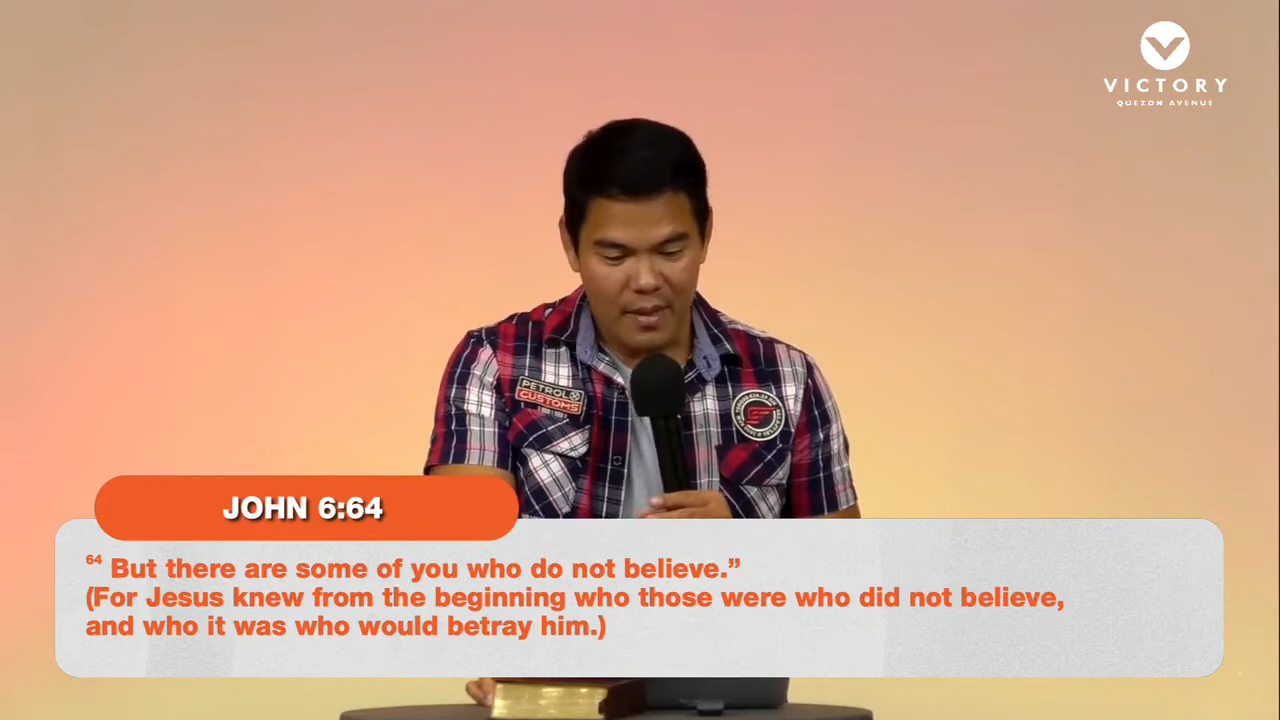 VICTORY
QUEZON AVENUE
PETROL
CUSTOMS
JOHN 6:64
64 But there are some of you who do not believe.”
(For Jesus knew from the beginning who those were who did not believe,
and who it was who would betray him.)